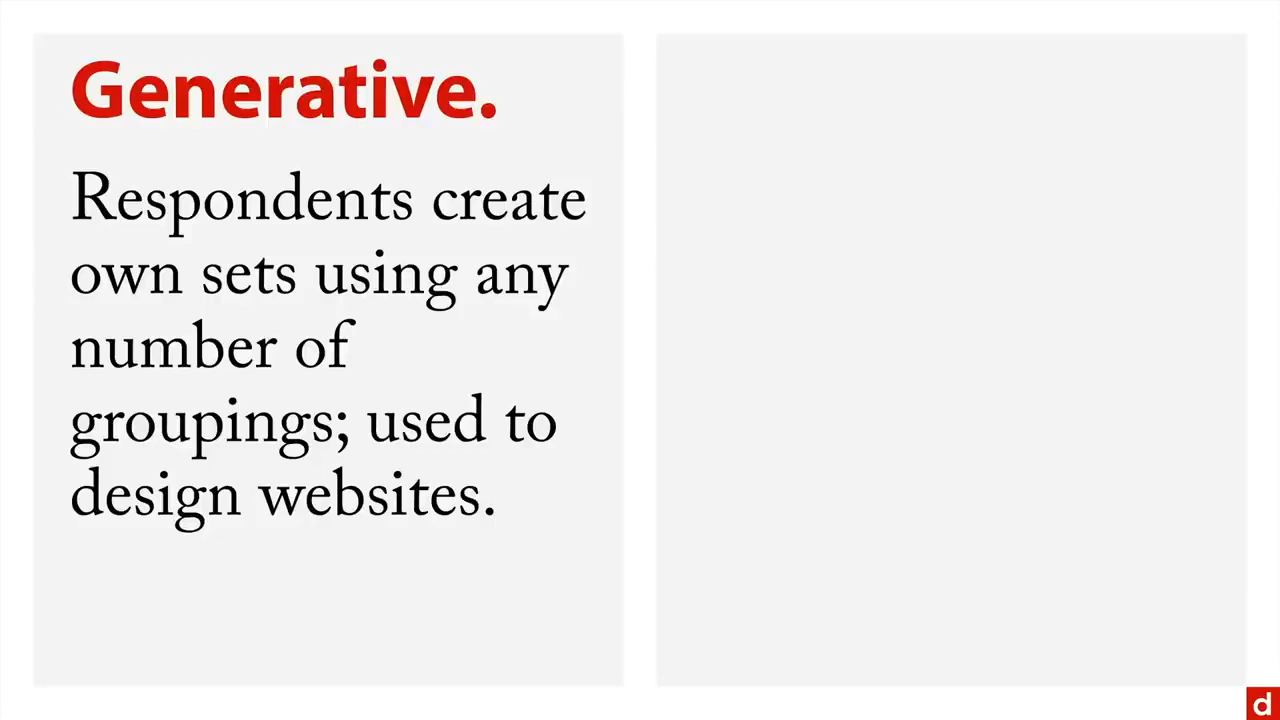 Generative.
Respondents create
own sets using any
number of
groupings; used to
design websites.
d